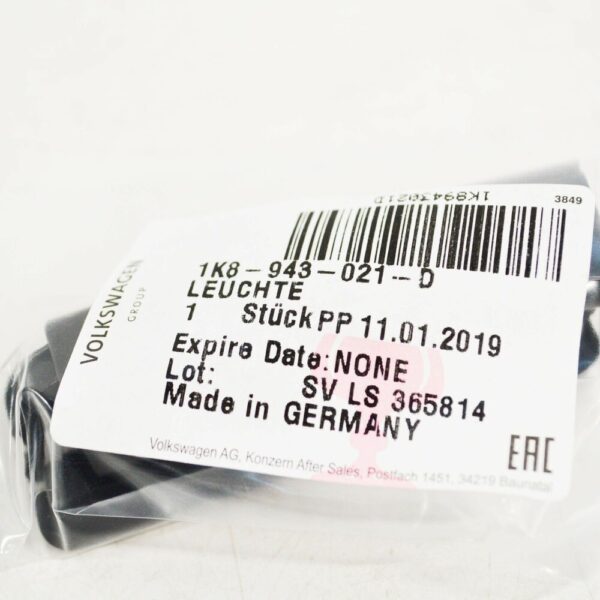 1K8943021D
3849
VOLKSWAGEN
GROUP
1K8-943-021--D
LEUCHTE
1 Stück PP 11.01.2019
Expire Date: NONE
Lot: SV LS 365814
Made in GERMANY
EAC
Volkswagen AG, Konzern After Sales, Postfach 1451, 34219 Baunatal